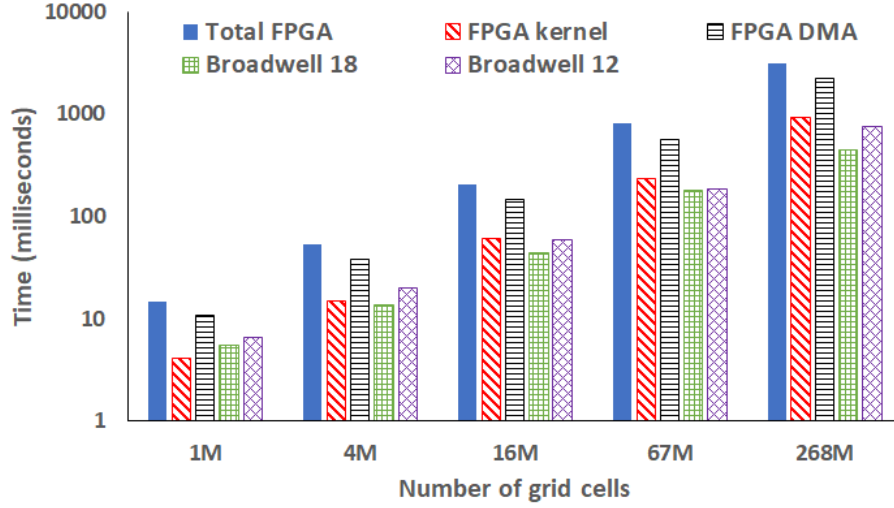 10000
Total FPGA FPGA kernel FPGA DMA
Broadwell 18 Broadwell 12
1000
100
10
1
Time (milliseconds)
1M 4M 16M 67M 268M
Number of grid cells